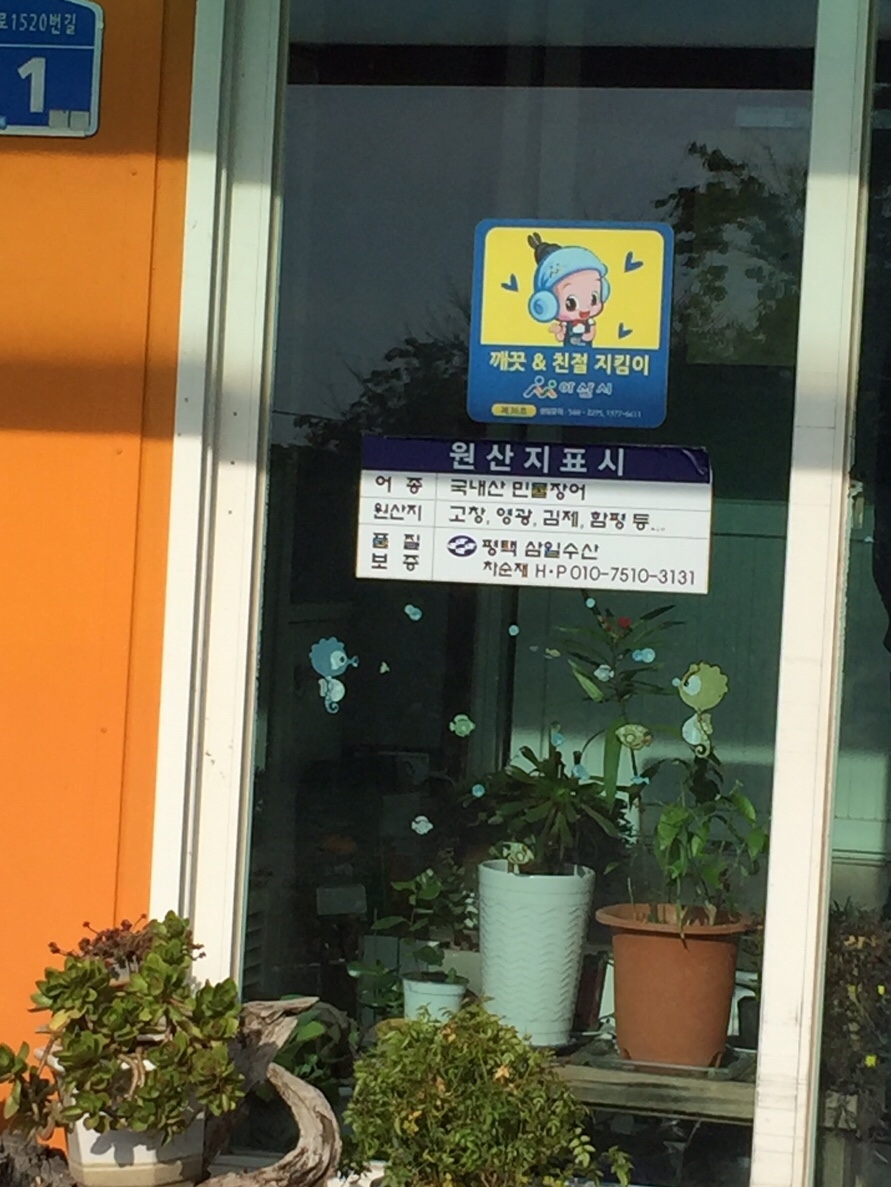 로1520번길
1
깨끗 & 친절 지킴이
아산시
원산지표시
어 종 국내산 민물장어
원산지 고창, 영광, 김제, 함평 등...
품 질 보 증 평택 삼일수산
차순재 H·P 010-7510-3131